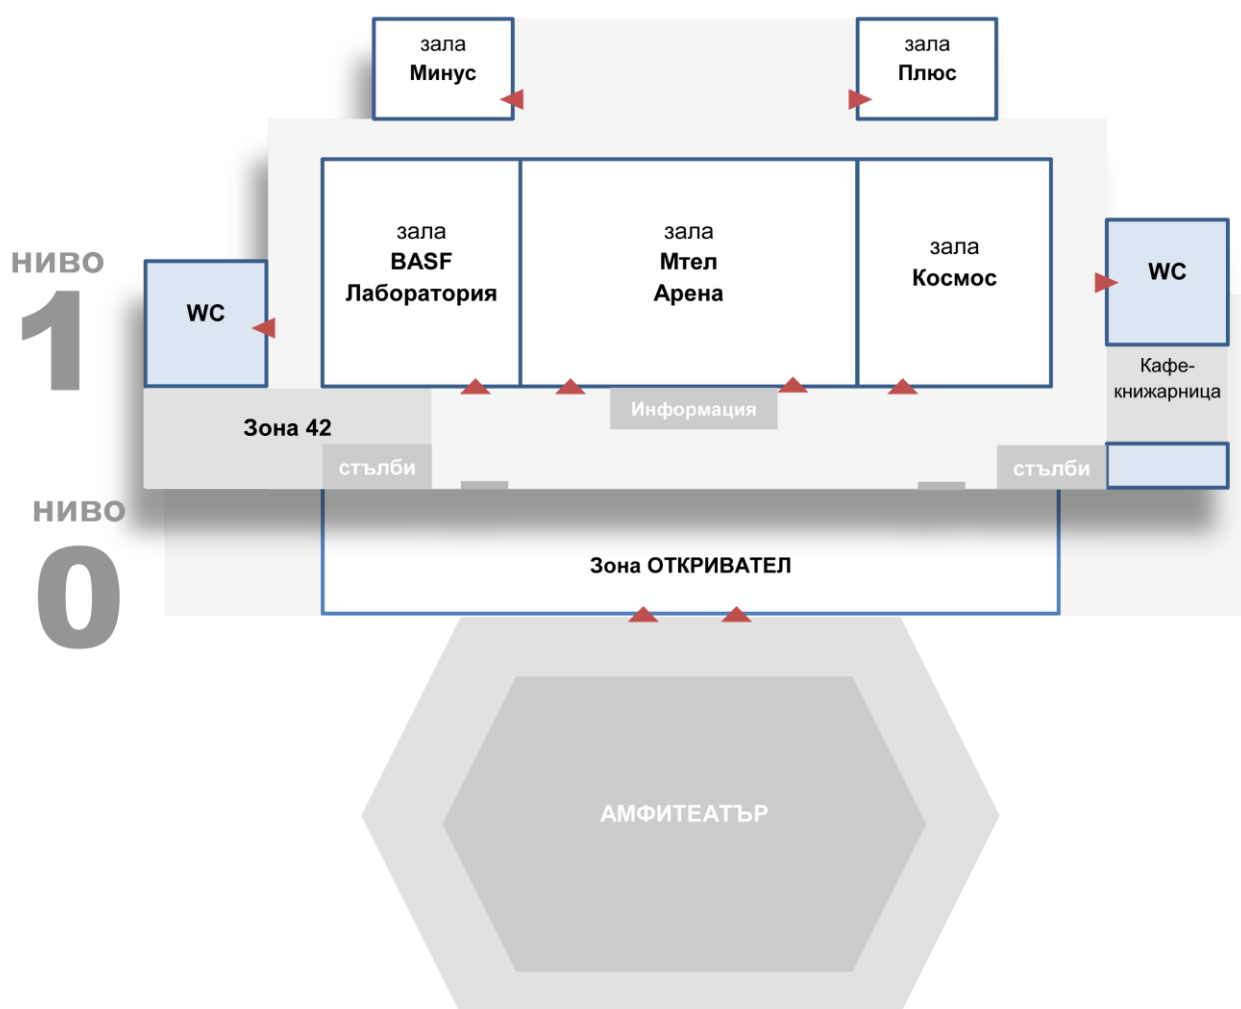 зала
Минус
зала
Плюс
зала
BASF
Лаборатория
зала
Мтел
Арена
зала
Космос
ниво
1
WC
WC
Кафе-
книжарница
Информация
Зона 42
стълби
стълби
ниво
0
Зона ОТКРИВАТЕЛ
АМФИТЕАТЪР